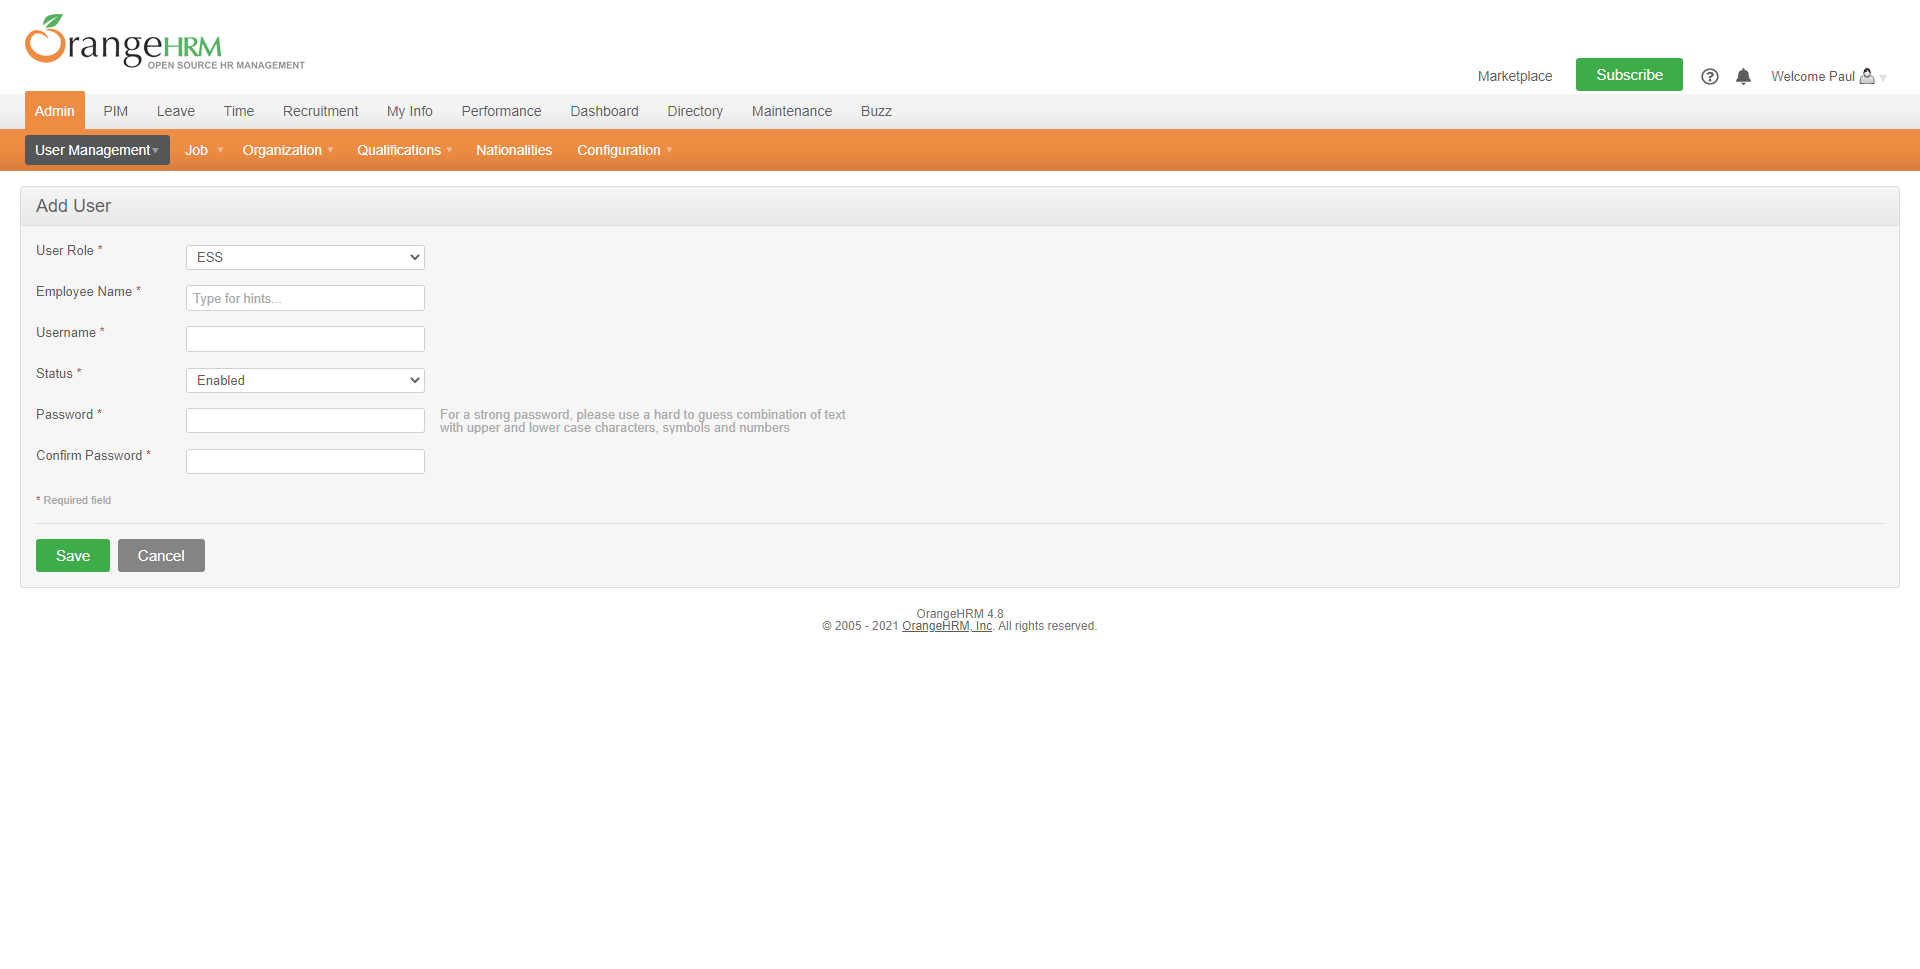 OrangeHRM
OPEN SOURCE HR MANAGEMENT
Marketplace
Subscribe
Welcome Paul
Admin PIM Leave Time Recruitment My Info Performance Dashboard Directory Maintenance Buzz
User Management Job Organization Qualifications Nationalities Configuration
Add User
User Role *
ESS
Employee Name *
Type for hints...
Username *
Status *
Enabled
Password *
For a strong password, please use a hard to guess combination of text
with upper and lower case characters, symbols and numbers
Confirm Password *
* Required field
Save Cancel
OrangeHRM 4.8
© 2005 - 2021 OrangeHRM, Inc. All rights reserved.